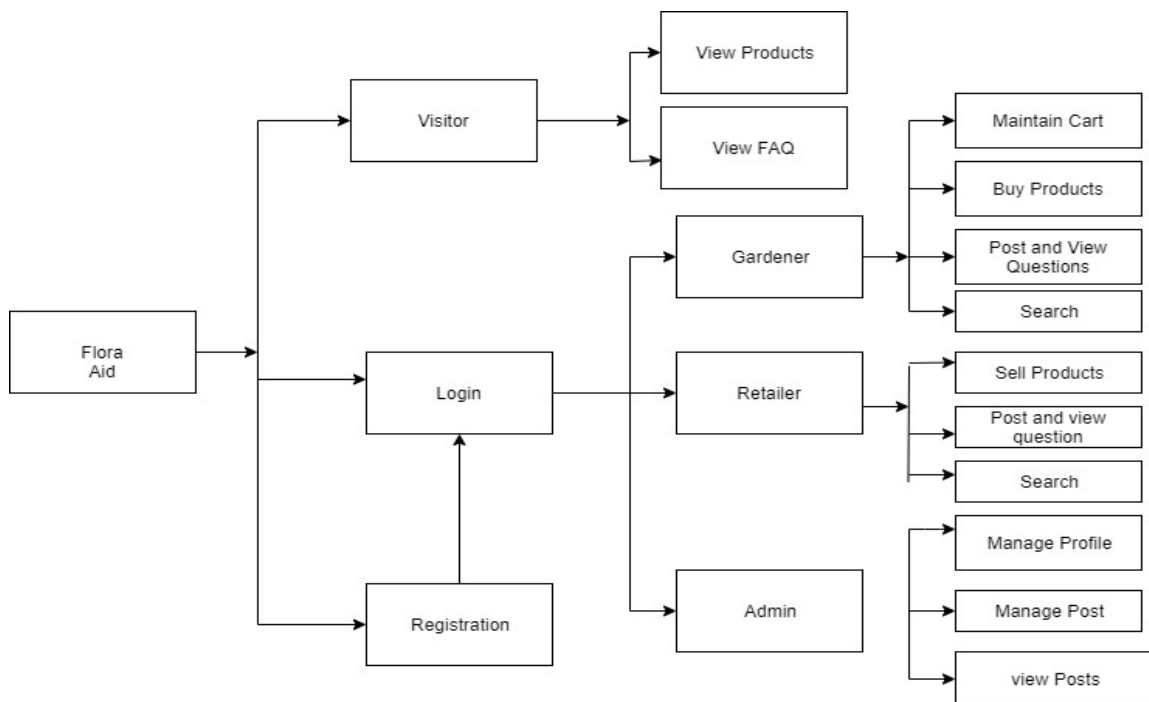 View Products
Visitor
Maintain Cart
View FAQ
Buy Products
Gardener
Post and View
Questions
Search
Flora
Aid
Login
Retailer
Sell Products
Post and view
question
Search
Manage Profile
Registration
Admin
Manage Post
view Posts